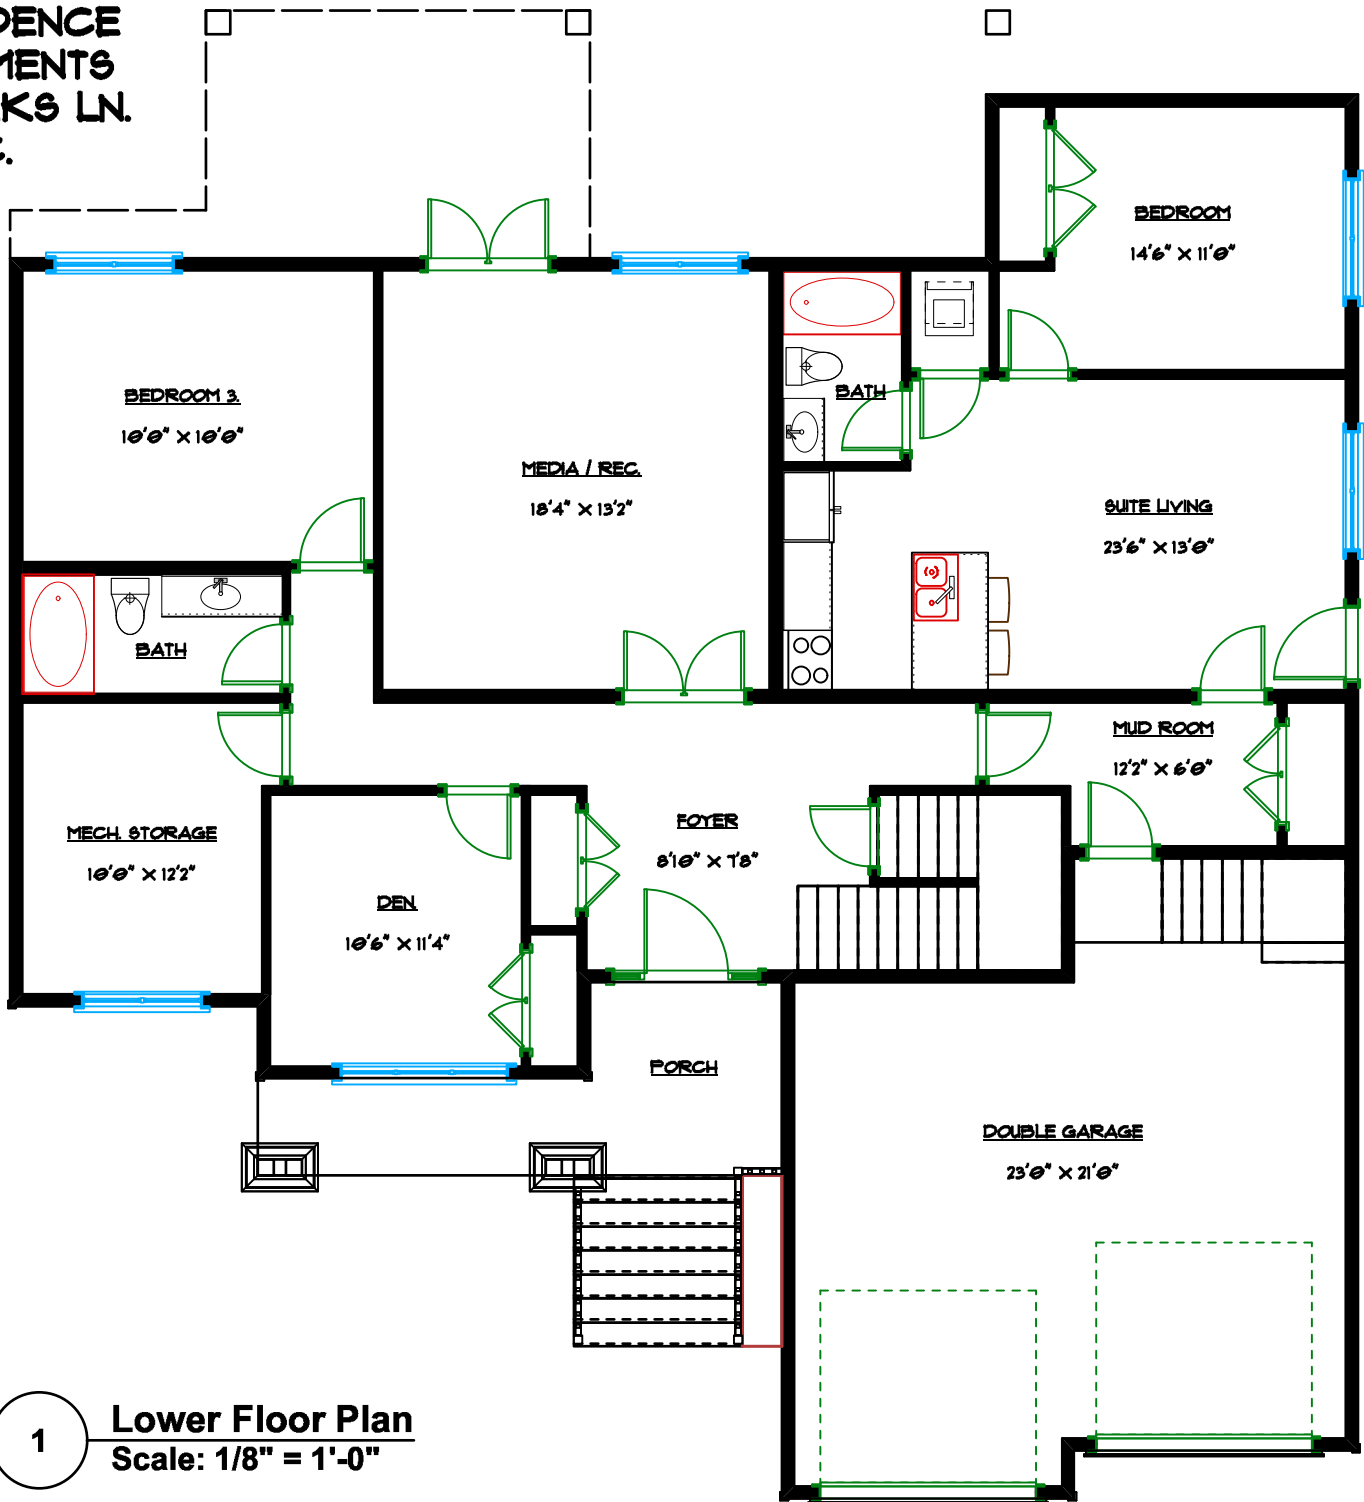 DENCE
MENTS
KS LN.
C.
BEDROOM
14'6" X 11'0"
BEDROOM 3.
10'0" X 10'0"
BATH
MEDIA / REC.
18'4" X 13'2"
SUITE LIVING
23'6" X 13'0"
BATH
MUD ROOM
12'2" X 6'0"
MECH. STORAGE
10'0" X 12'2"
FOYER
8'10" X 7'8"
DEN.
10'6" X 11'4"
PORCH
DOUBLE GARAGE
23'0" X 21'0"
1
Lower Floor Plan
Scale: 1/8" = 1'-0"